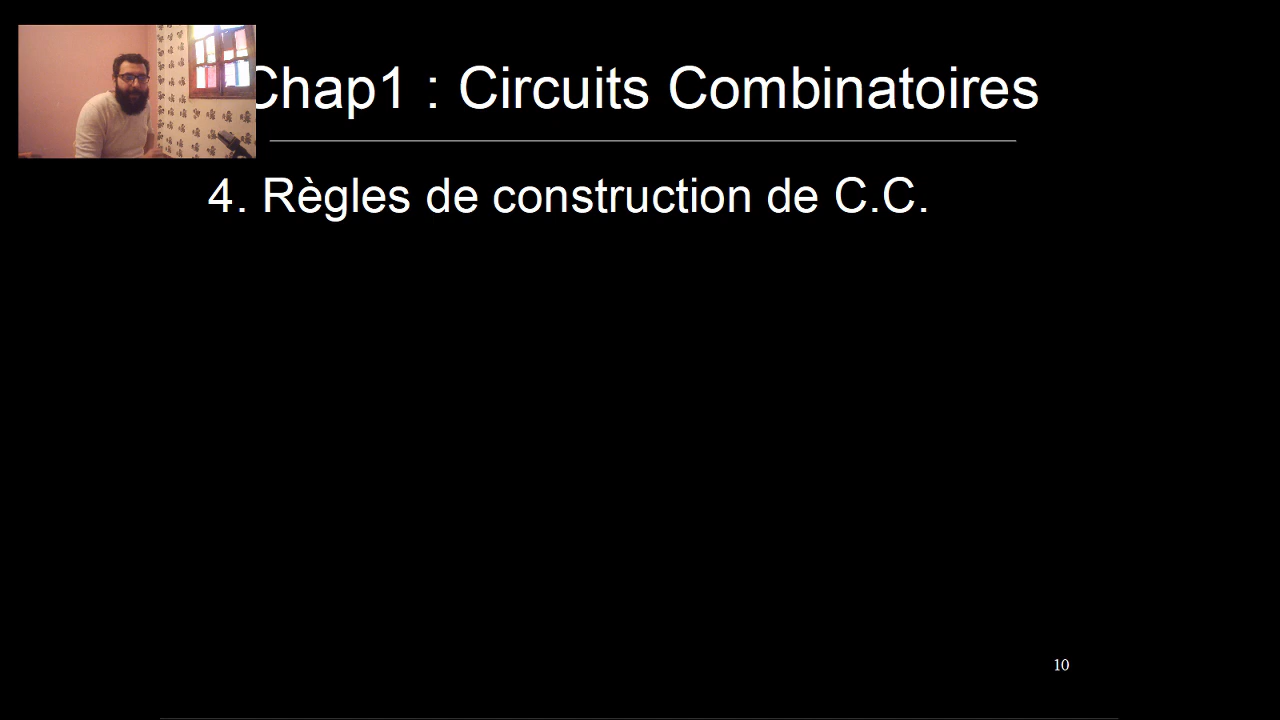 Chap1 : Circuits Combinatoires
4. Règles de construction de C.C.
10